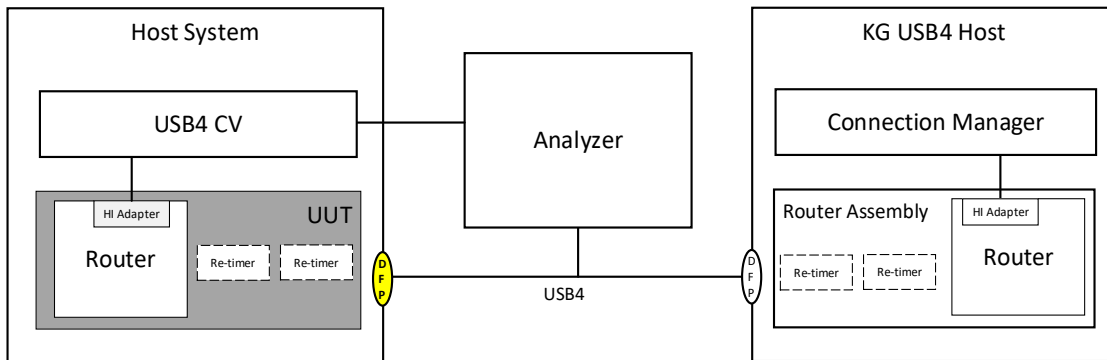 Host System
USB4 CV
HI Adapter
UUT
Router
Re-timer
Re-timer
D
F
P
Analyzer
USB4
KG USB4 Host
Connection Manager
Router Assembly
HI Adapter
Router
Re-timer
Re-timer
D
F
P